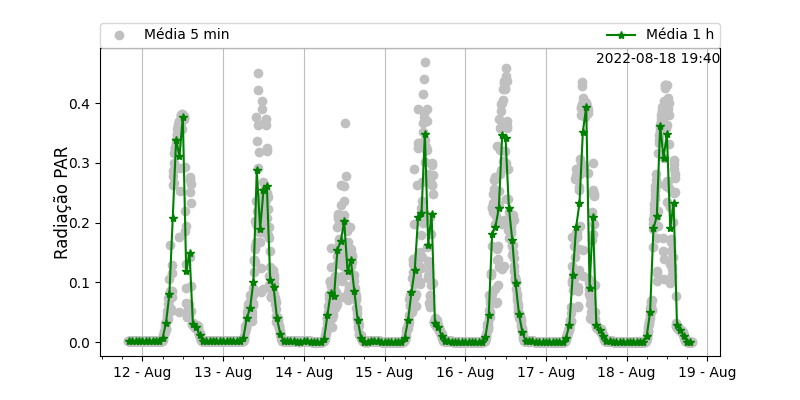 Média 5 min
Média 1 h
2022-08-18 19:40
Radiação PAR
0.4
0.3
0.2
0.1
0.0
12 - Aug
13 - Aug
14 - Aug
15 - Aug
16 - Aug
17 - Aug
18 - Aug
19 - Aug